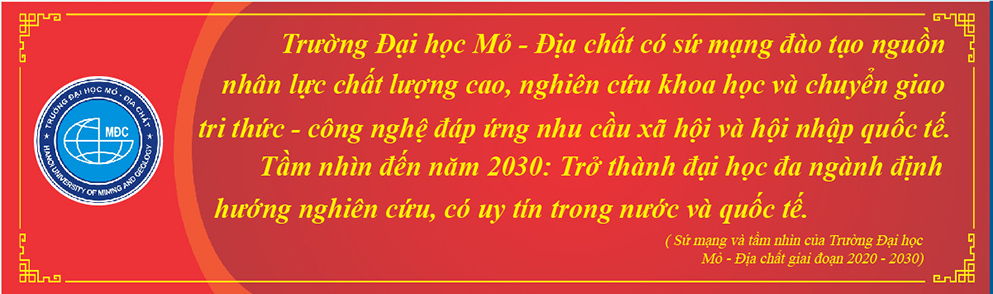 Trường Đại học Mỏ - Địa chất có sứ mạng đào tạo nguồn
nhân lực chất lượng cao, nghiên cứu khoa học và chuyển giao
tri thức - công nghệ đáp ứng nhu cầu xã hội và hội nhập quốc tế.
Tầm nhìn đến năm 2030: Trở thành đại học đa ngành định
hướng nghiên cứu, có uy tín trong nước và quốc tế.
( Sứ mạng và tầm nhìn của Trường Đại học
Mỏ - Địa chất giai đoạn 2020 - 2030)
TRƯỜNG ĐẠI HỌC MỎ - ĐỊA CHẤT
MĐC
HANOI UNIVERSITY OF MINING AND GEOLOGY